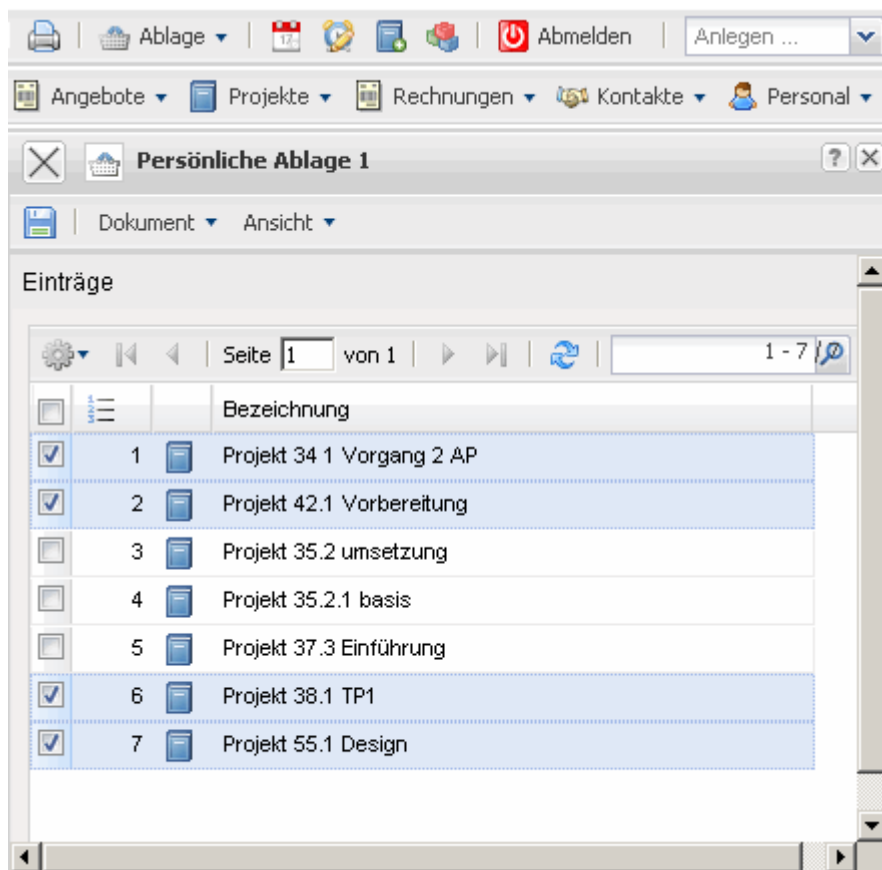 Ablage Abmelden Anlegen ...
Angebote Projekte Rechnungen Kontakte Personal
Persönliche Ablage 1
Dokument Ansicht
Einträge
Seite 1 von 1 1 - 7 /
Bezeichnung
1 Projekt 34 1 Vorgang 2 AP
2 Projekt 42.1 Vorbereitung
3 Projekt 35.2 umsetzung
4 Projekt 35.2.1 basis
5 Projekt 37.3 Einführung
6 Projekt 38.1 TP1
7 Projekt 55.1 Design